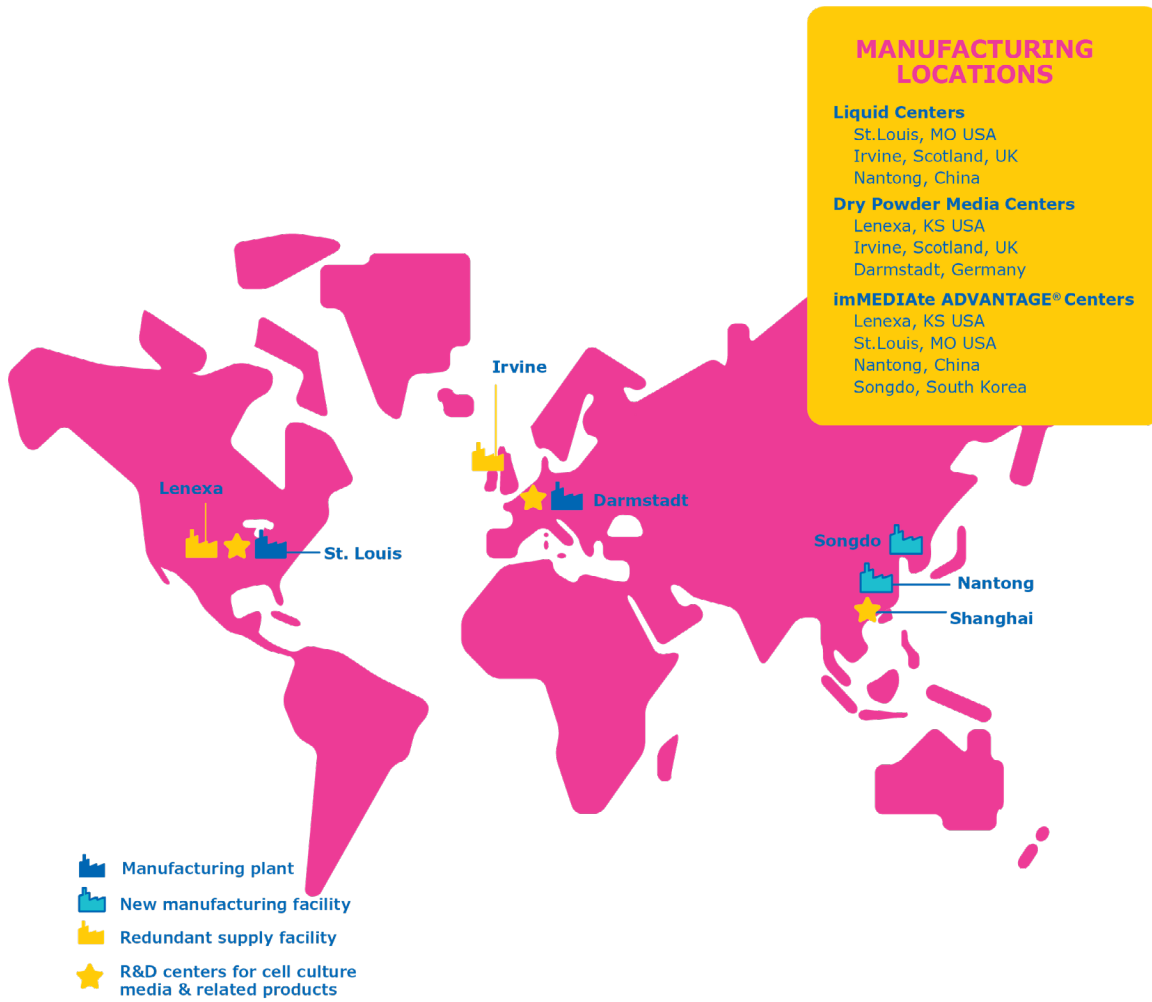 MANUFACTURING
LOCATIONS
Liquid Centers
St.Louis, MO USA
Irvine, Scotland, UK
Nantong, China
Dry Powder Media Centers
Lenexa, KS USA
Irvine, Scotland, UK
Darmstadt, Germany
imMEDIAte ADVANTAGE® Centers
Lenexa, KS USA
St.Louis, MO USA
Nantong, China
Songdo, South Korea
Irvine
Lenexa
Darmstadt
St. Louis
Songdo
Nantong
Shanghai
Manufacturing plant
New manufacturing facility
Redundant supply facility
R&D centers for cell culture
media & related products